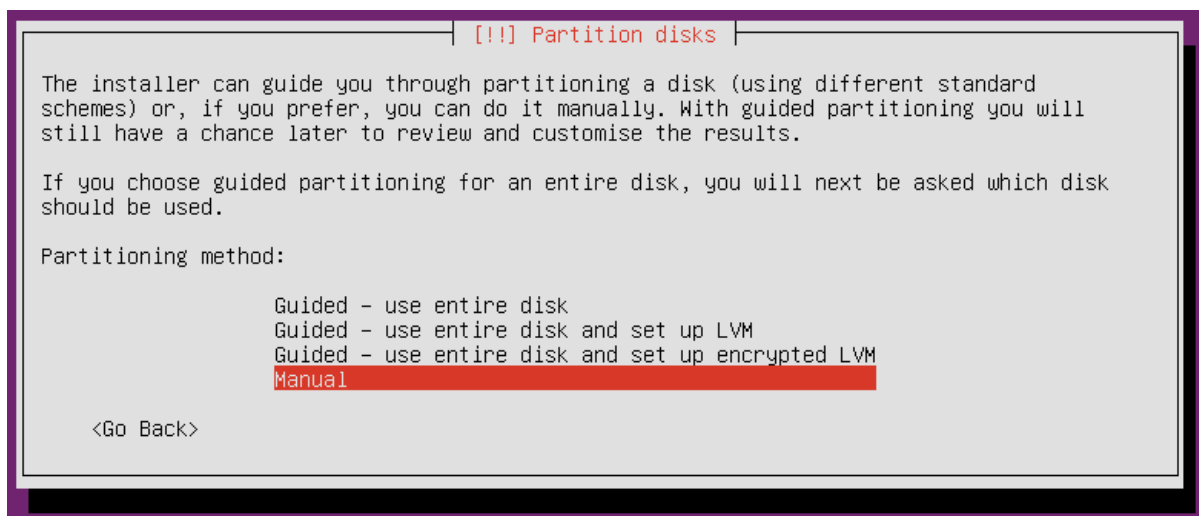 [!!] Partition disks
The installer can guide you through partitioning a disk (using different standard
schemes) or, if you prefer, you can do it manually. With guided partitioning you will
still have a chance later to review and customise the results.
If you choose guided partitioning for an entire disk, you will next be asked which disk
should be used.
Partitioning method:
Guided – use entire disk
Guided – use entire disk and set up LVM
Guided – use entire disk and set up encrypted LVM
Manual
<Go Back>